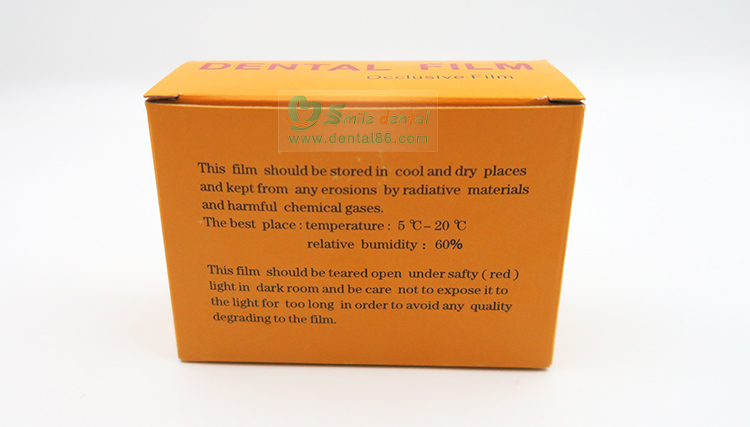 DENTAL FILM
Occlusive Film
Smile dental
www.dental86.com
This film should be stored in cool and dry places
and kept from any erosions by radiative materials
and harmful chemical gases.
The best place : temperature : 5 ℃ – 20 ℃
relative bumidity : 60%
This film should be teared open under safty ( red )
light in dark room and be care not to expose it to
the light for too long in order to avoid any quality
degrading to the film.